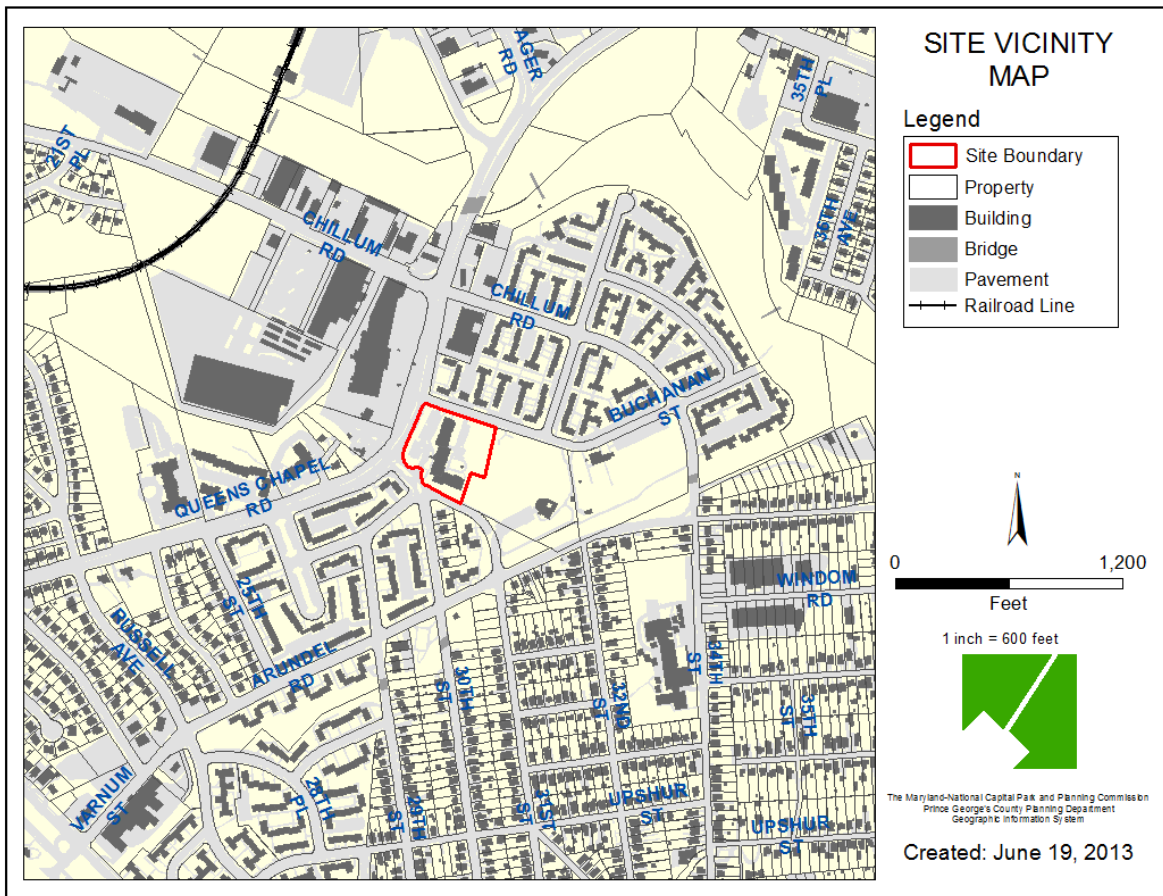 SITE VICINITY
MAP
Legend
Site Boundary
Property
Building
Bridge
Pavement
Railroad Line
N
0
1,200
Feet
1 inch = 600 feet
The Maryland-National Capital Park and Planning Commission
Prince George's County Planning Department
Geographic Information System
Created: June 19, 2013
AGER
RD
35TH
PL
21ST
PL
36TH
AVE
CHILLUM
RD
CHILLUM
RD
BUCHANAN
ST
QUEENS CHAPEL
RD
25TH
ST
WINDOM
RD
RUSSELL
AVE
ARUNDEL
RD
30TH
ST
34TH
ST
32ND
ST
35TH
ST
28TH
PL
29TH
ST
31ST
ST
UPSHUR
ST
UPSHUR
ST
VARNUM
ST